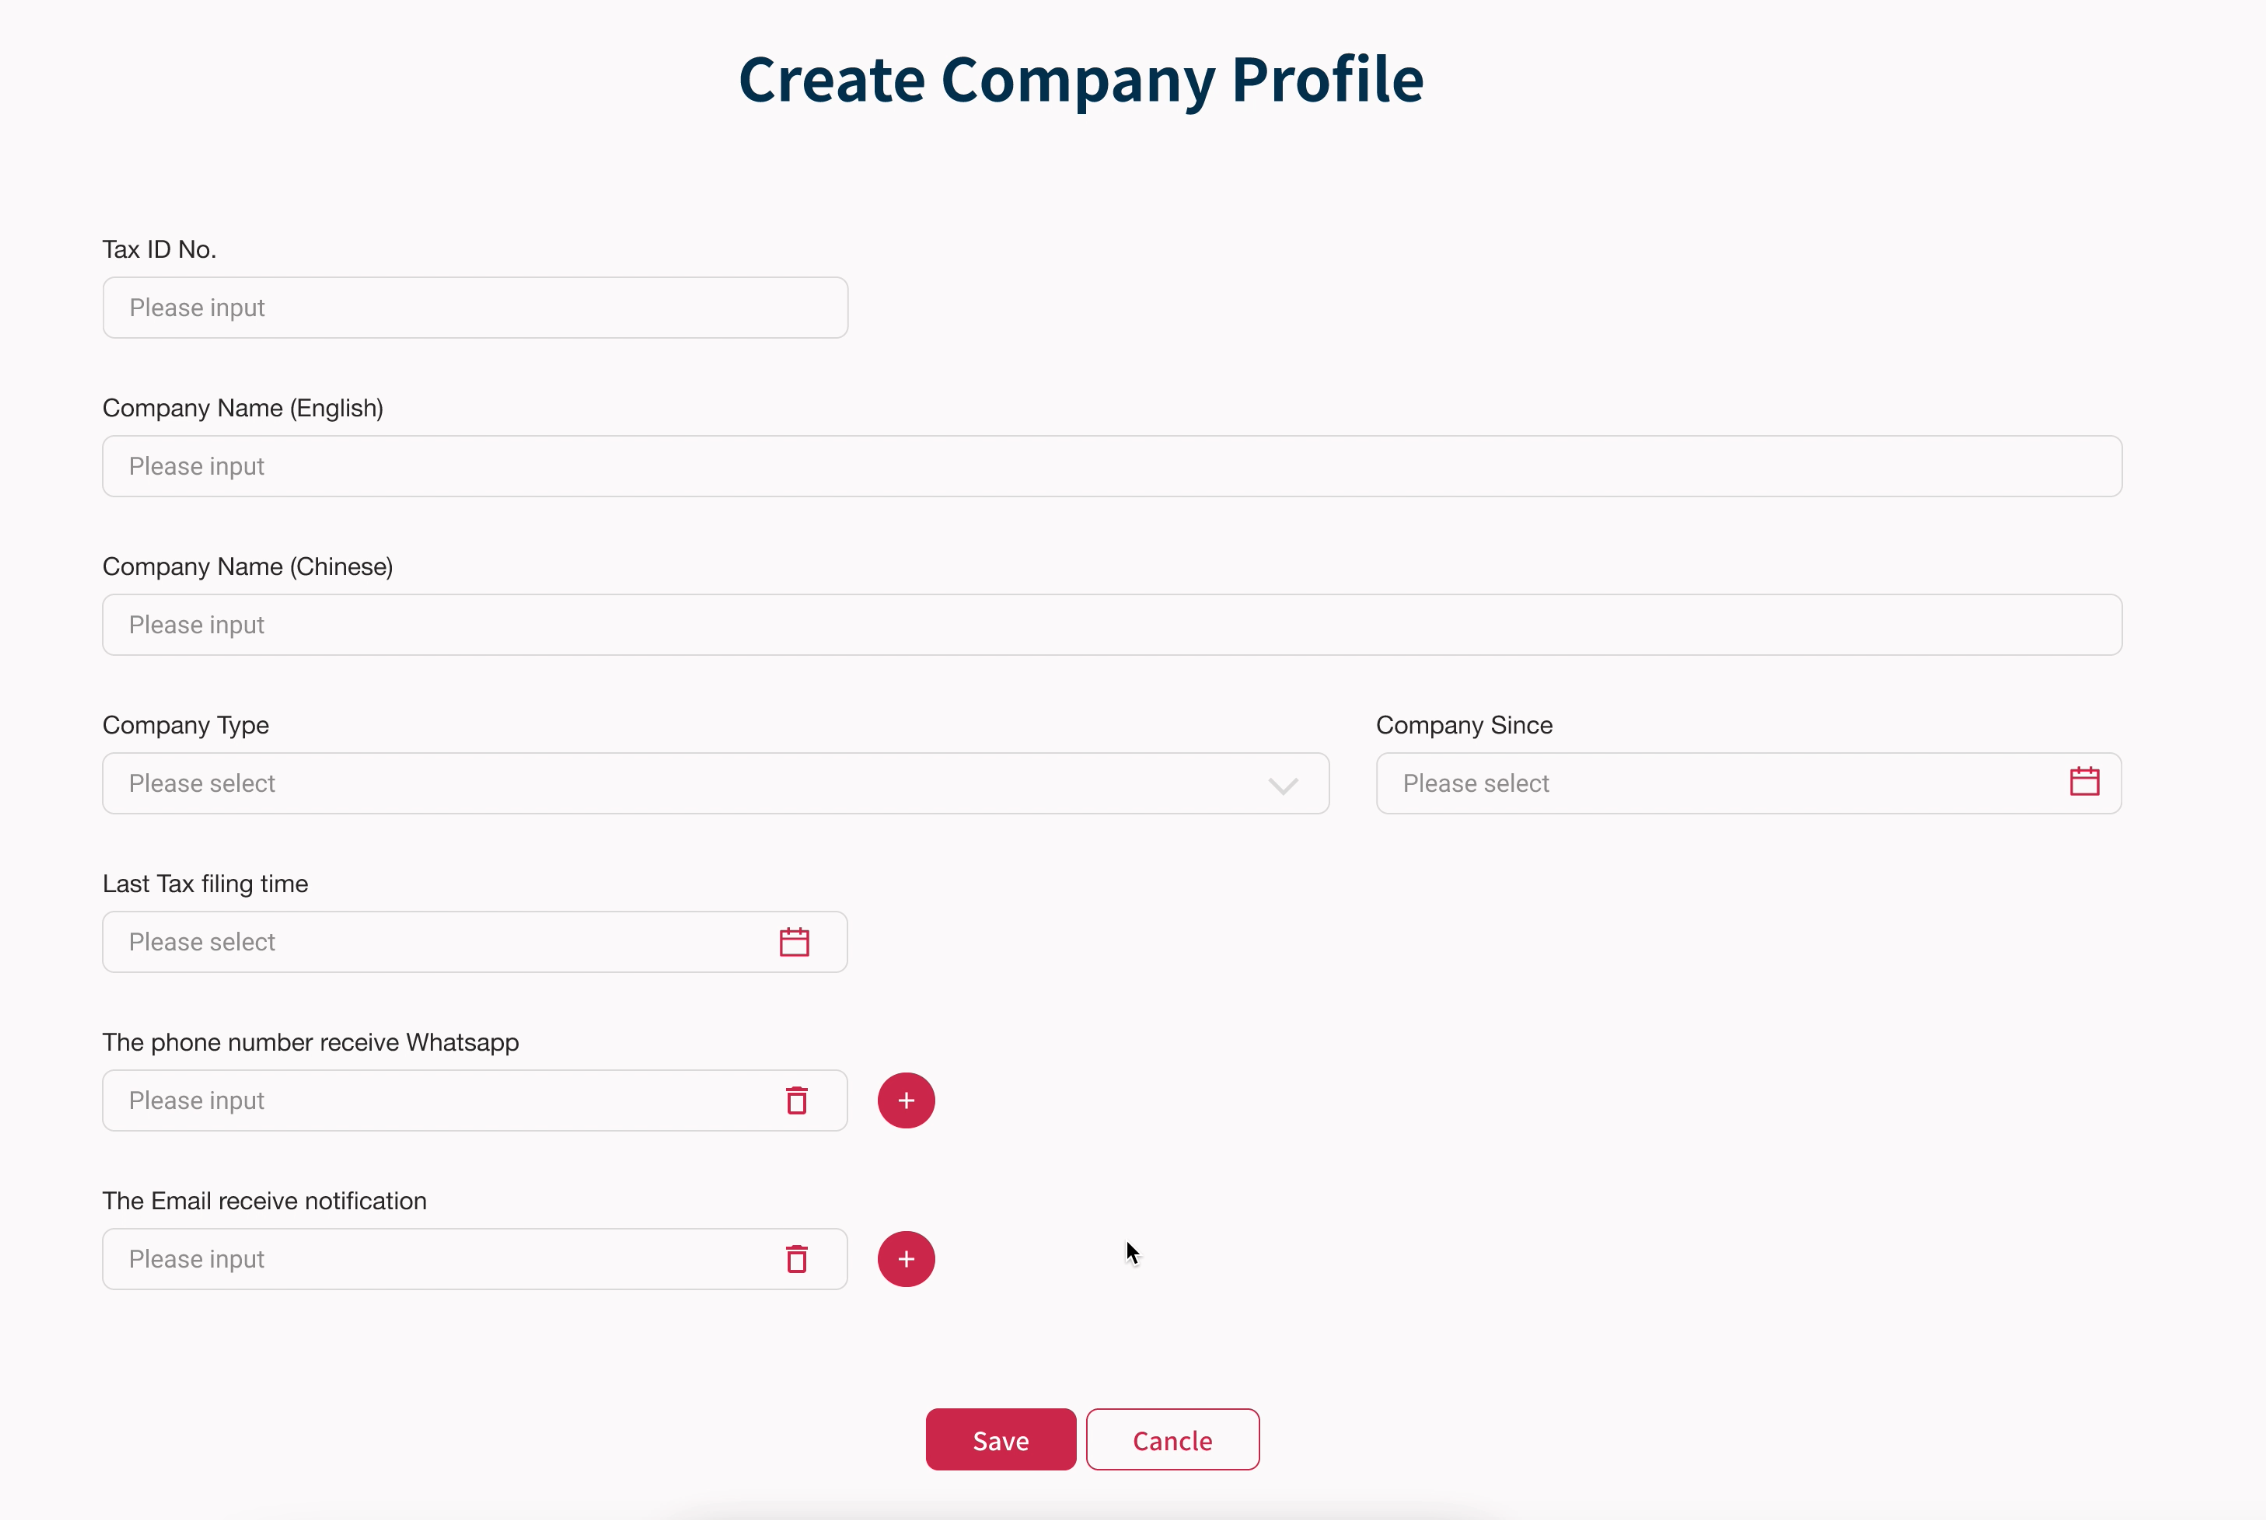 Create Company Profile
Tax ID No.
Please input
Company Name (English)
Please input
Company Name (Chinese)
Please input
Company Type
Please select
Company Since
Please select
Last Tax filing time
Please select
The phone number receive Whatsapp
Please input
+
The Email receive notification
Please input
+
Save
Cancle